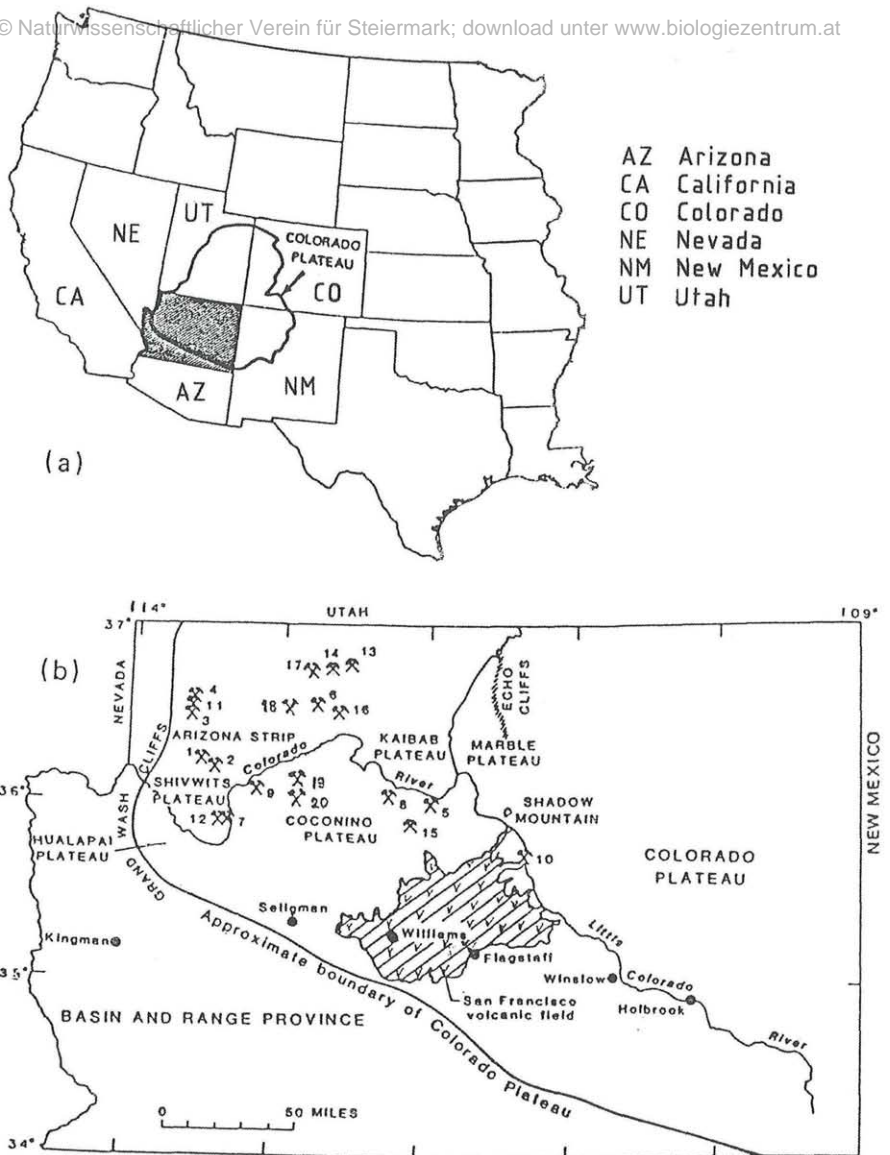 © Naturwissenschaftlicher Verein für Steiermark; download unter www.biologiezentrum.at
AZ Arizona
CA California
CO Colorado
NE Nevada
NM New Mexico
UT Utah
UT
NE
COLORADO
PLATEAU
CA
CO
AZ
NM
(a)
114°
UTAH
109°
37°
(b)
NEVADA
17
14
13
4
11
3
18
6
16
ECHO
CLIFFS
ARIZONA STRIP
1
2
Colorado
River
KAIBAB
PLATEAU
MARBLE
PLATEAU
SHIVWITS
PLATEAU
36°
9
19
20
8
5
12
7
COCONINO
PLATEAU
15
SHADOW
MOUNTAIN
10
HUALAPAI
PLATEAU
GRAND WASH CLIFFS
COLORADO
PLATEAU
NEW MEXICO
Kingman
Selloman
Williams
Flagstaff
Winslow
Holbrook
Little Colorado River
35°
San Francisco
volcanic field
Approximate boundary of Colorado Plateau
BASIN AND RANGE PROVINCE
0 50 MILES
34°